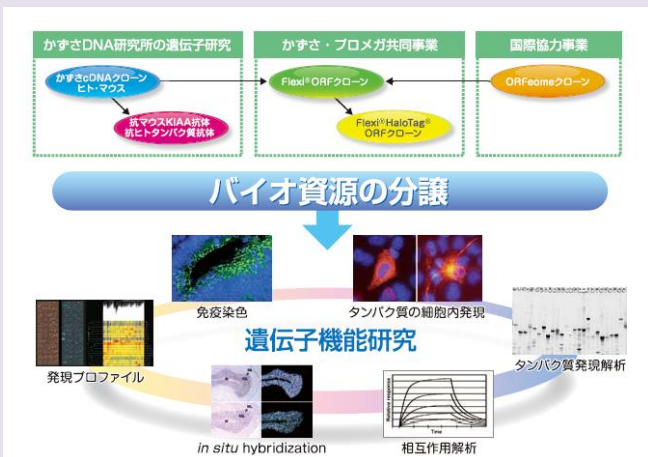 かずさDNA研究所の遺伝子研究
かずさ・プロメガ共同事業
国際協力事業
かずさcDNAクローン
ヒト・マウス
Flexi®ORFクローン
ORFeomeクローン
抗マウスKIAA抗体
抗ヒトタンパク質抗体
Flexi®HaloTag®
ORFクローン
バイオ資源の分譲
免疫染色
タンパク質の細胞内発現
遺伝子機能研究
発現プロファイル
タンパク質発現解析
Relative response
Time
in situ hybridization
相互作用解析